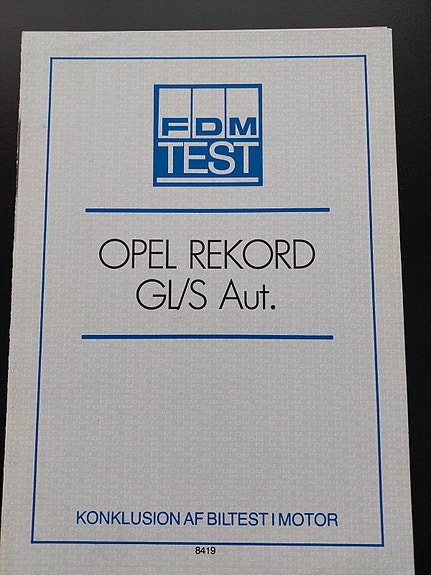 FDM
TEST
OPEL REKORD
GL/S Aut.
KONKLUSION AF BILTEST I MOTOR
8419